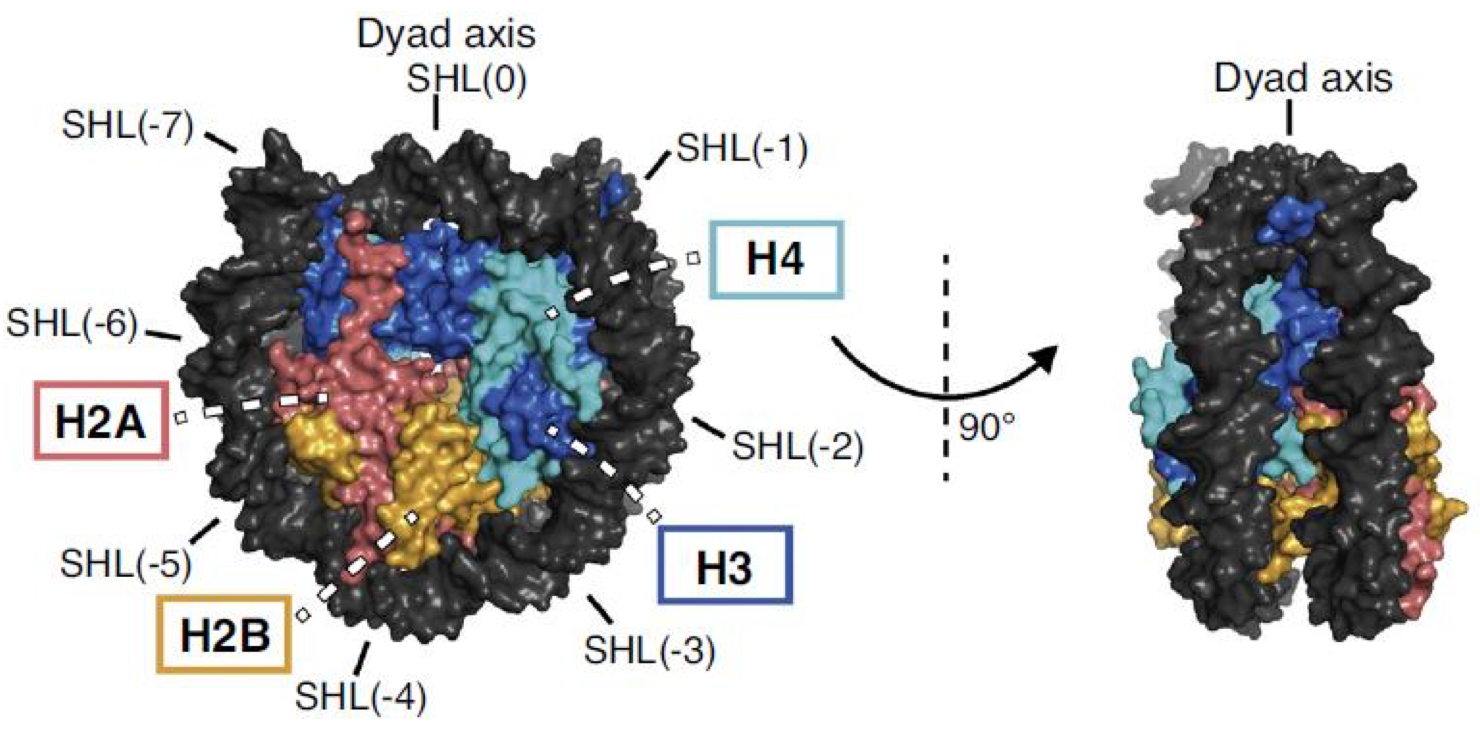 Dyad axis
SHL(0)
SHL(-7)
SHL(-1)
H4
SHL(-6)
H2A
SHL(-2)
SHL(-5)
H3
H2B
SHL(-3)
SHL(-4)
90°
Dyad axis